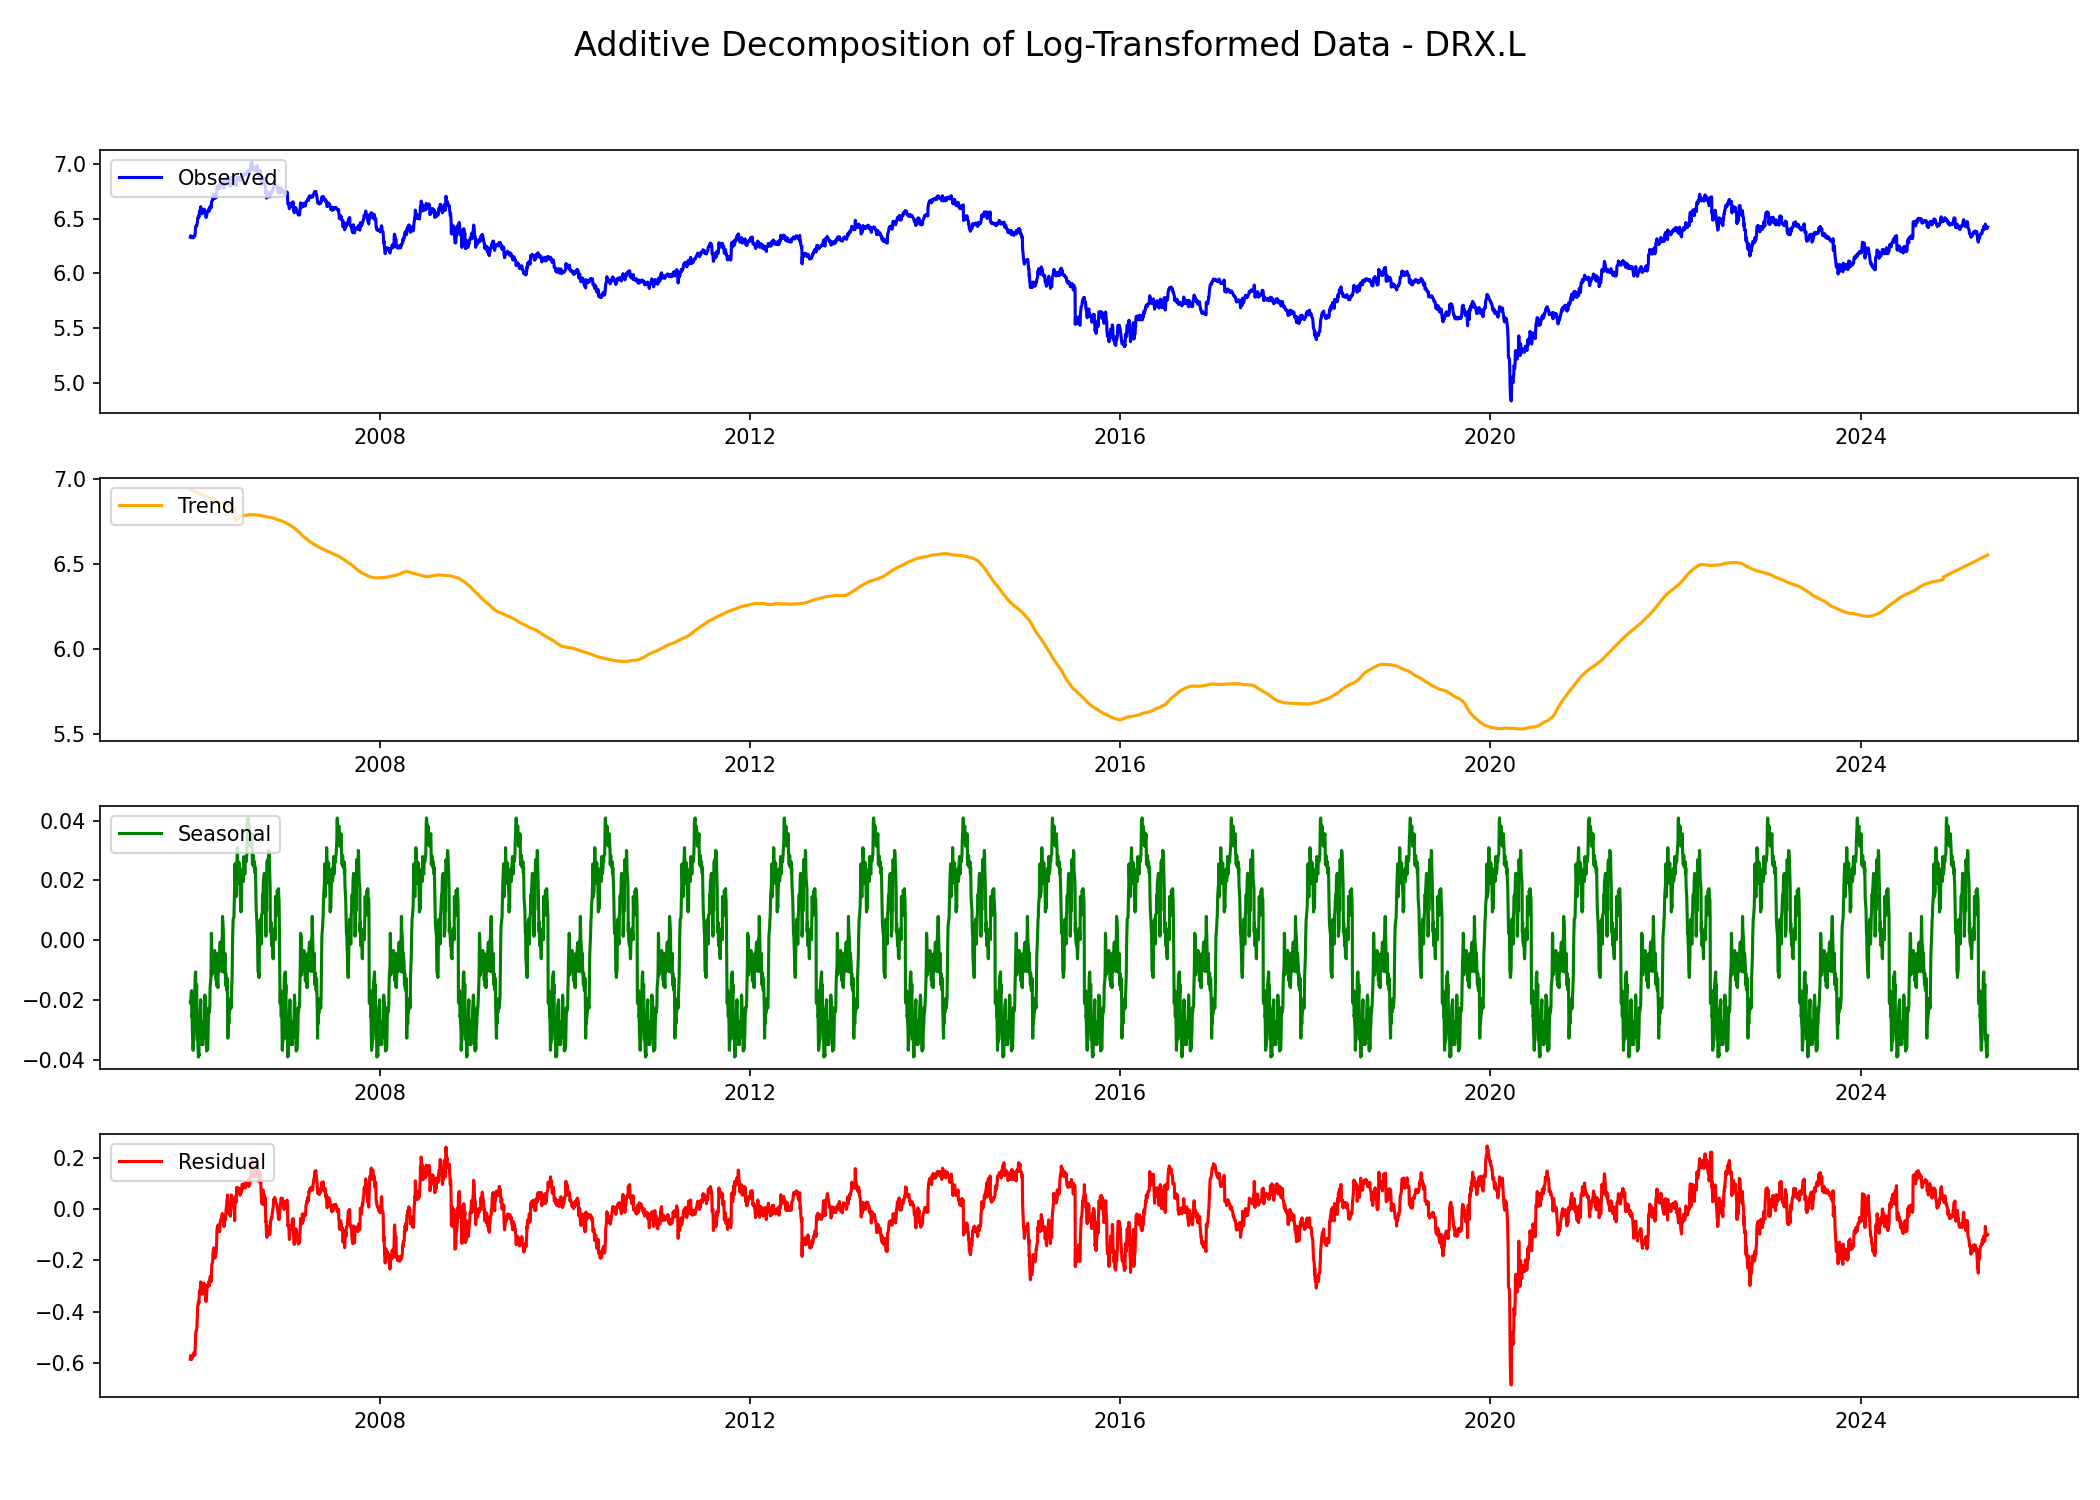 Additive Decomposition of Log-Transformed Data - DRX.L
7.0
6.5
6.0
5.5
5.0
Observed
2008 2012 2016 2020 2024
7.0
6.5
6.0
5.5
Trend
2008 2012 2016 2020 2024
0.04
0.02
0.00
−0.02
−0.04
Seasonal
2008 2012 2016 2020 2024
0.2
0.0
−0.2
−0.4
−0.6
Residual
2008 2012 2016 2020 2024